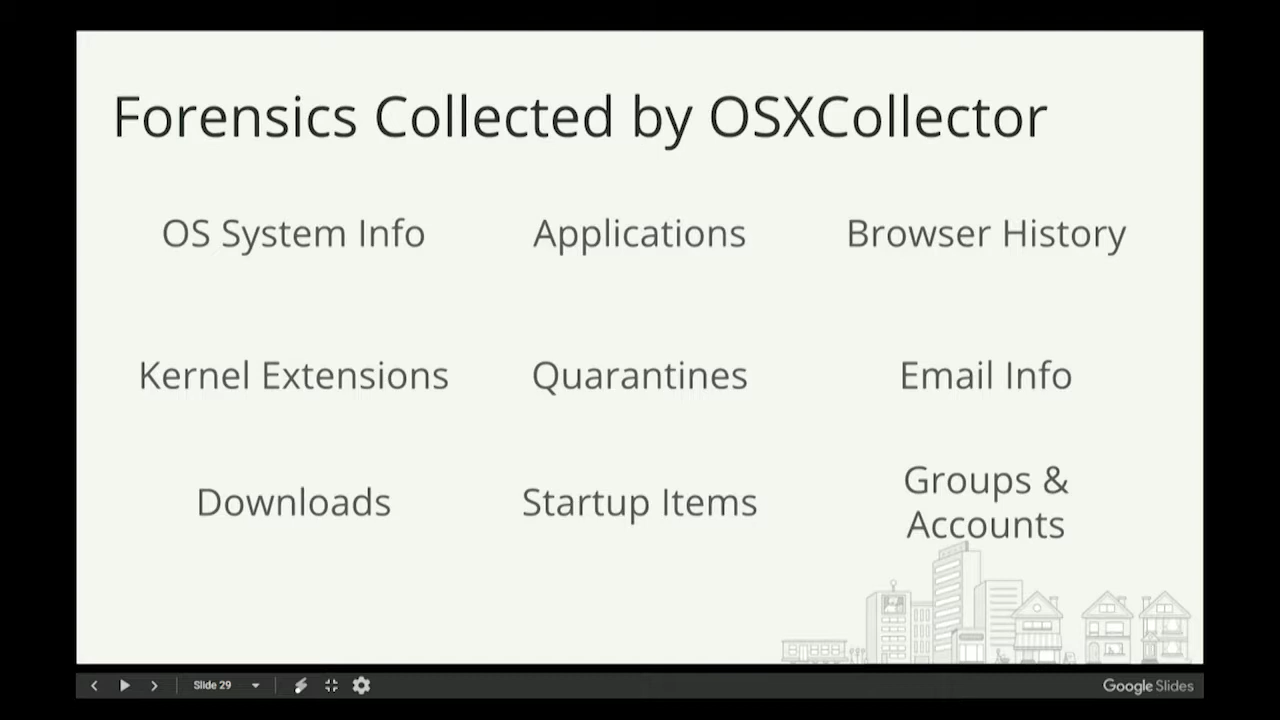 Forensics Collected by OSXCollector
OS System Info
Applications
Browser History
Kernel Extensions
Quarantines
Email Info
Downloads
Startup Items
Groups &
Accounts
Slide 29
Google Slides